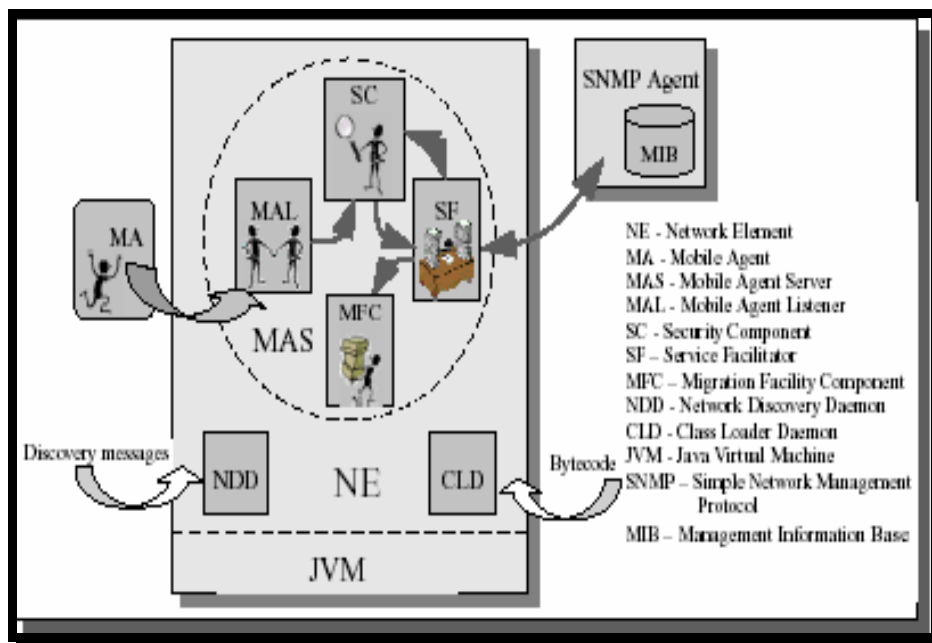 SC
SNMP Agent
MIB
MAL
SF
MA
MFC
MAS
NE - Network Element
MA - Mobile Agent
MAS - Mobile Agent Server
MAL - Mobile Agent Listener
SC - Security Component
SF – Service Facilitator
MFC – Migration Facility Component
NDD - Network Discovery Daemon
CLD - Class Loader Daemon
JVM - Java Virtual Machine
SNMP – Simple Network Management
Protocol
MIB – Management Information Base
Discovery messages
NDD
NE
CLD
Bytecode
JVM